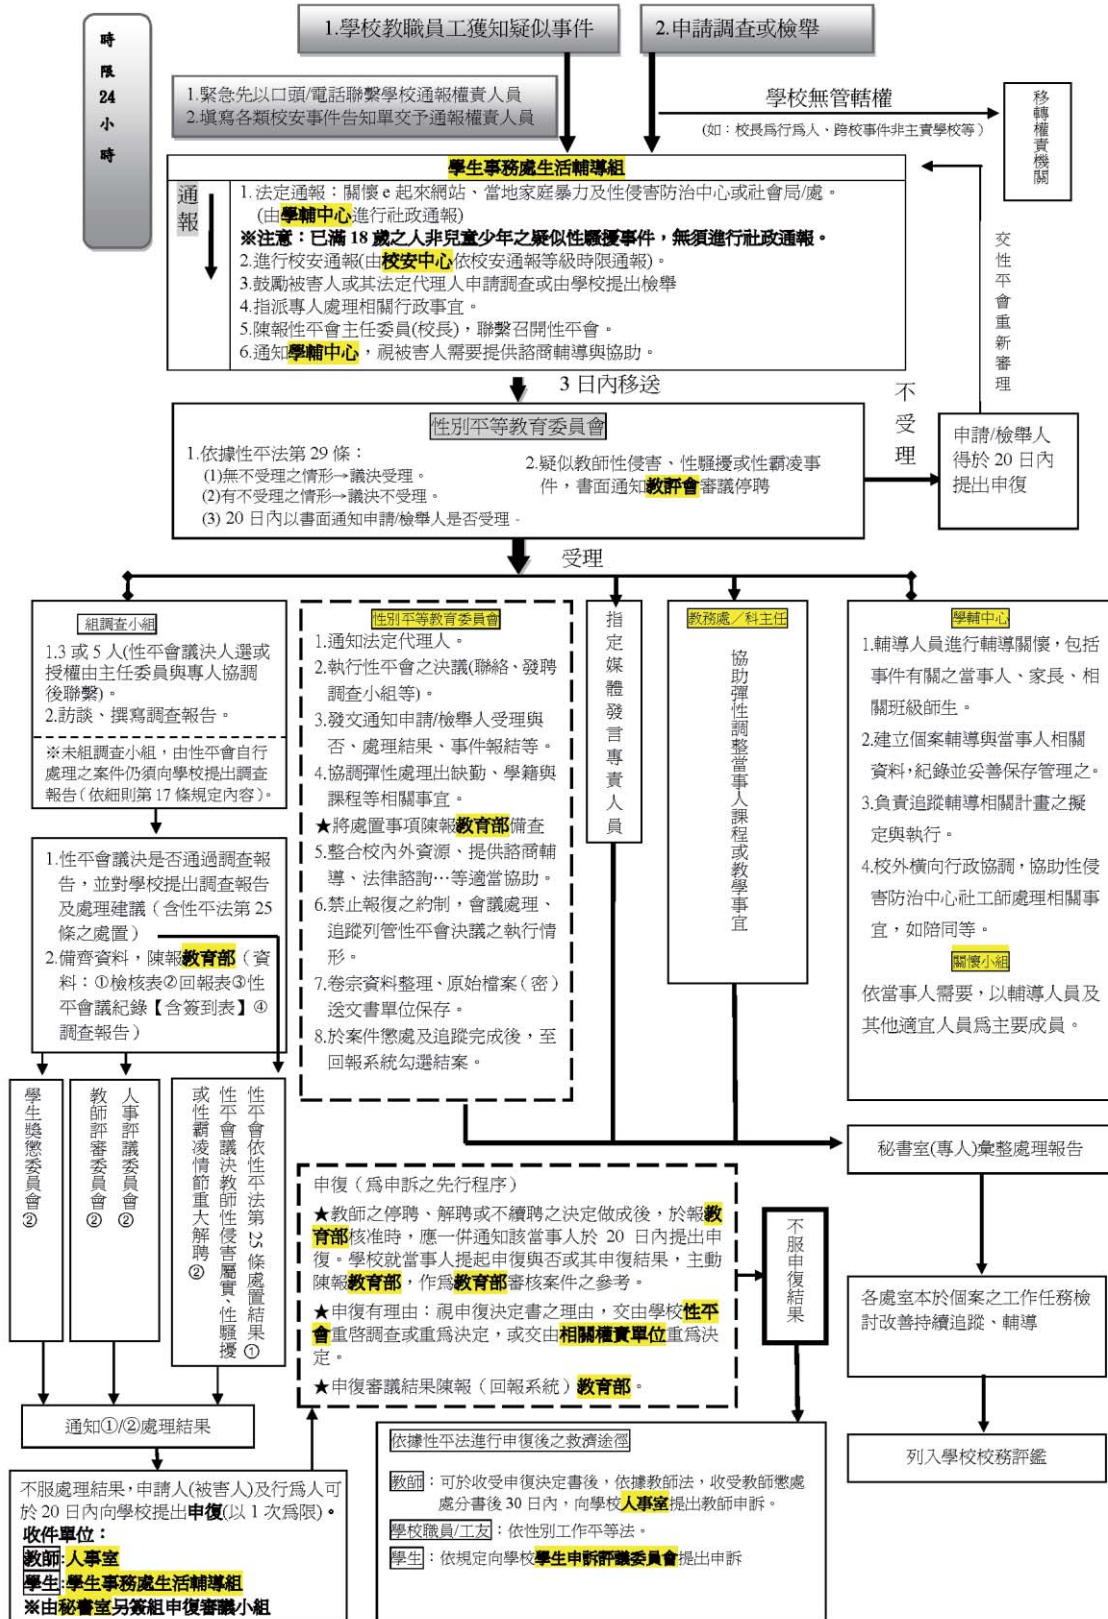 時限24小時
1.學校教職員工獲知疑似事件
2.申請調查或檢舉
1.緊急先以口頭/電話聯繫學校通報權責人員
2.填寫各類校安事件告知單交予通報權責人員
學校無管轄權
(如：校長為行為人、跨校事件非主責學校等)
移轉權責機關
學生事務處生活輔導組
通報
1.法定通報：關懷e起來網站、當地家庭暴力及性侵害防治中心或社會局/處。
(由學輔中心進行社政通報)
※注意：已滿18歲之人非兒童少年之疑似性騷擾事件，無須進行社政通報。
2.進行校安通報(由校安中心依校安通報等級時限通報)。
3.鼓勵被害人或其法定代理人申請調查或由學校提出檢舉
4.指派專人處理相關行政事宜。
5.陳報性平會主任委員(校長)，聯繫召開性平會。
6.通知學輔中心，視被害人需要提供諮商輔導與協助。
交性平會重新審理
3日內移送
不受理
性別平等教育委員會
1.依據性平法第29條：
(1)無不受理之情形→議決受理。
(2)有不受理之情形→議決不受理。
(3) 20日內以書面通知申請/檢舉人是否受理。
2.疑似教師性侵害、性騷擾或性霸凌事
件，書面通知教評會審議停聘
申請/檢舉人
得於20日內
提出申復
受理
組調查小組
1.3或5人(性平會議決人選或
授權由主任委員與專人協調
後聯繫)。
2.訪談、撰寫調查報告。
※未組調查小組，由性平會自行
處理之案件仍須向學校提出調查
報告(依細則第17條規定內容)。
1.性平會議決是否通過調查報
告，並對學校提出調查報告
及處理建議（含性平法第25
條之處置）
2.備齊資料，陳報教育部（資
料：①檢核表②回報表③性
平會議紀錄【含簽到表】④
調查報告）
性別平等教育委員會
1.通知法定代理人。
2.執行性平會之決議(聯絡、發聘
調查小組等)。
3.發文通知申請/檢舉人受理與
否、處理結果、事件報結等。
4.協調彈性處理出缺勤、學籍與
課程等相關事宜。
★將處置事項陳報教育部備查
5.整合校內外資源、提供諮商輔
導、法律諮詢…等適當協助。
6.禁止報復之約制，會議處理、
追蹤列管性平會決議之執行情
形。
7.卷宗資料整理、原始檔案（密）
送文書單位保存。
8.於案件懲處及追蹤完成後，至
回報系統勾選結案。
指定媒體發言專責人員
教務處／科主任
協助彈性調整當事人課程或教學事宜
學輔中心
1.輔導人員進行輔導關懷，包括
事件有關之當事人、家長、相
關班級師生。
2.建立個案輔導與當事人相關
資料，紀錄並妥善保存管理之。
3.負責追蹤輔導相關計畫之擬
定與執行。
4.校外橫向行政協調，協助性侵
害防治中心社工師處理相關事
宜，如陪同等。
關懷小組
依當事人需要，以輔導人員及
其他適宜人員為主要成員。
學生獎懲委員會②
人事評議委員會②
教師評審委員會②
性平會依性平法第25條處置結果①
性平會議決教師性侵害屬實、性騷擾
或性霸凌情節重大解聘②
通知①/②處理結果
不服處理結果，申請人(被害人)及行為人可
於20日內向學校提出申復(以1次為限)。
收件單位：
教師:人事室
學生:學生事務處生活輔導組
※由秘書室另簽組申復審議小組
申復（為申訴之先行程序）
★教師之停聘、解聘或不續聘之決定做成後，於報教
育部核准時，應一併通知該當事人於20日內提出申
復。學校就當事人提起申復與否或其申復結果，主動
陳報教育部，作為教育部審核案件之參考。
★申復有理由：視申復決定書之理由，交由學校性平
會重啓調查或重為決定，或交由相關權責單位重為決
定。
★申復審議結果陳報（回報系統）教育部。
不服申復結果
依據性平法進行申復後之救濟途徑
教師：可於收受申復決定書後，依據教師法，收受教師懲處
處分書後30日內，向學校人事室提出教師申訴。
學校職員/工友：依性別工作平等法。
學生：依規定向學校學生申訴評議委員會提出申訴
秘書室(專人)彙整處理報告
各處室本於個案之工作任務檢
討改善持續追蹤、輔導
列入學校校務評鑑